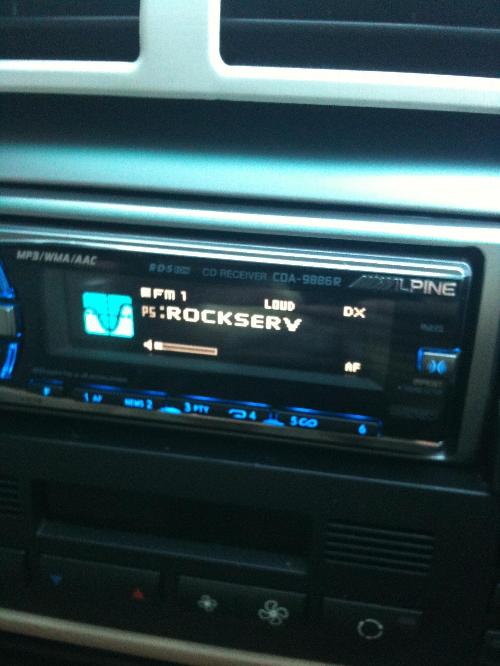 MP3/WMA/AAC
RDS CD RECEIVER CDA-9886R ALPINE
FM 1 LOUD DX
PS:ROCKSERV
AF
1 AF NEWS 2 3 PTY 4 5 6